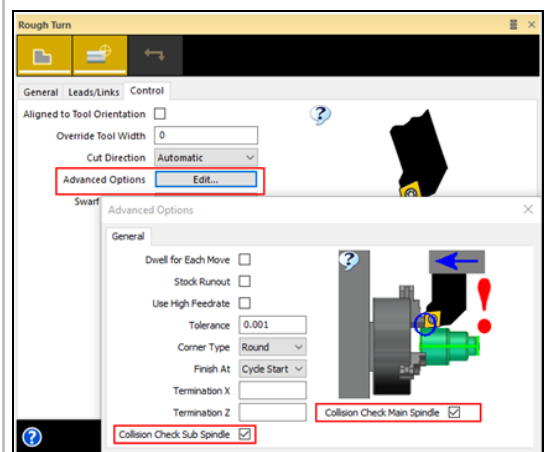 Rough Turn
General Leads/Links Control
Aligned to Tool Orientation
Override Tool Width 0
Cut Direction Automatic
Advanced Options Edit...
Swarf
Advanced Options
General
Dwell for Each Move
Stock Runout
Use High Feedrate
Tolerance 0.001
Corner Type Round
Finish At Cycle Start
Termination X
Termination Z Collision Check Main Spindle
Collision Check Sub Spindle